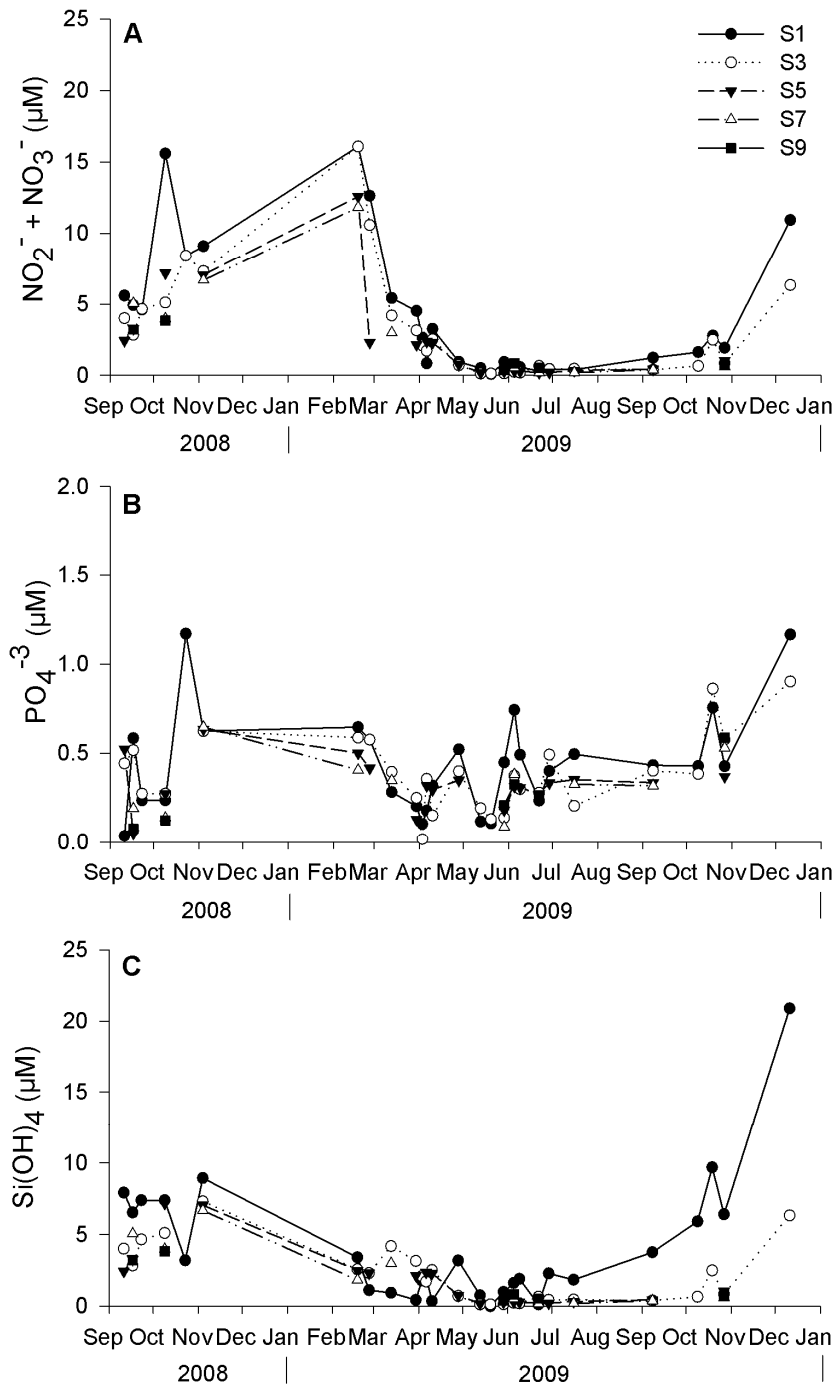 A
25
20
15
10
5
0
NO2- + NO3- (µM)
S1
S3
S5
S7
S9
Sep Oct Nov Dec Jan Feb Mar Apr May Jun Jul Aug Sep Oct Nov Dec Jan
2008 2009
B
2.0
1.5
1.0
0.5
0.0
PO4-3 (µM)
Sep Oct Nov Dec Jan Feb Mar Apr May Jun Jul Aug Sep Oct Nov Dec Jan
2008 2009
C
25
20
15
10
5
0
Si(OH)4 (µM)
Sep Oct Nov Dec Jan Feb Mar Apr May Jun Jul Aug Sep Oct Nov Dec Jan
2008 2009